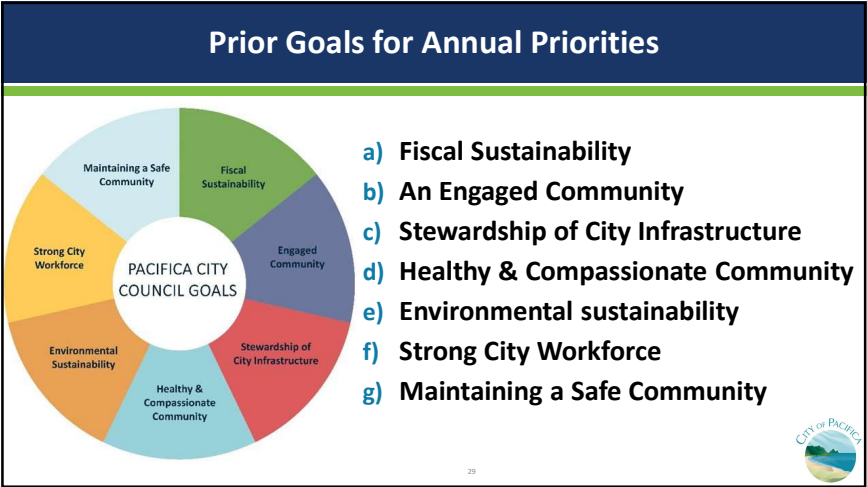 Prior Goals for Annual Priorities
Maintaining a Safe
Community
Fiscal
Sustainability
Strong City
Workforce
Engaged
Community
PACIFICA CITY
COUNCIL GOALS
Environmental
Sustainability
Stewardship of
City Infrastructure
Healthy &
Compassionate
Community
a) Fiscal Sustainability
b) An Engaged Community
c) Stewardship of City Infrastructure
d) Healthy & Compassionate Community
e) Environmental sustainability
f) Strong City Workforce
g) Maintaining a Safe Community
29
CITY OF PACIFICA